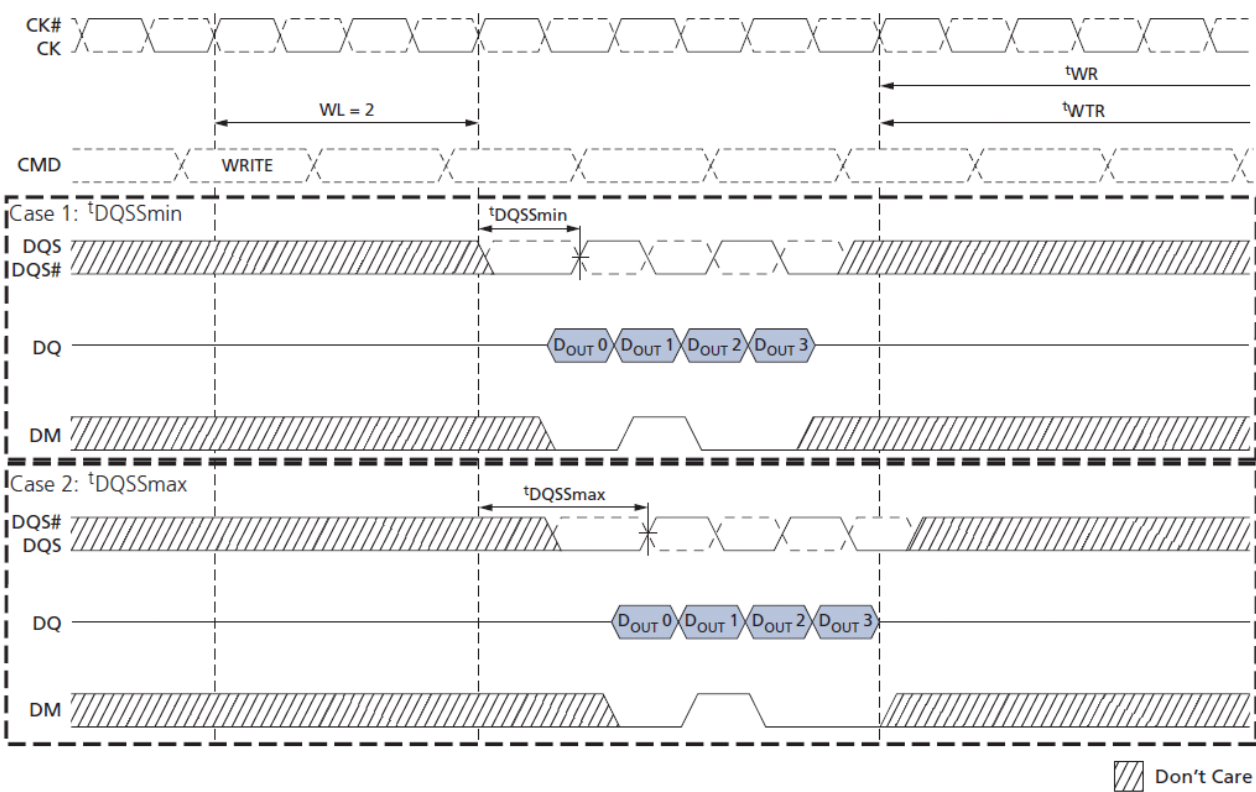 CK#
CK
tWR
WL = 2
tWTR
CMD
WRITE
Case 1: tDQSSmin
tDQSSmin
DQS
DQS#
DQ
DOUT 0 DOUT 1 DOUT 2 DOUT 3
DM
Case 2: tDQSSmax
tDQSSmax
DQS#
DQS
DQ
DOUT 0 DOUT 1 DOUT 2 DOUT 3
DM
Don't Care